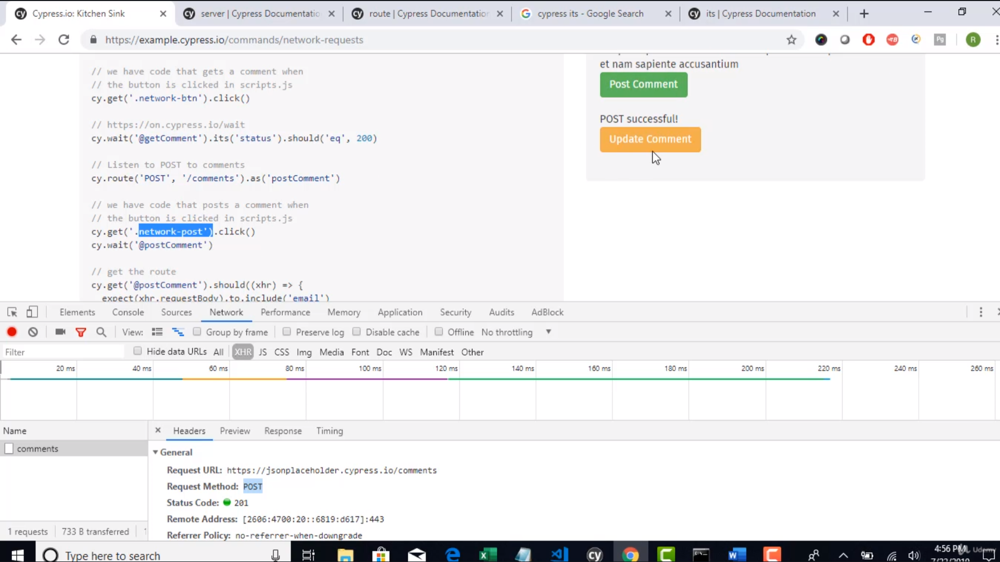 Cypress.io: Kitchen Sink
server | Cypress Documentatio
route | Cypress Documentation
cypress its - Google Search
its | Cypress Documentation
https://example.cypress.io/commands/network-requests
R
// we have code that gets a comment when
// the button is clicked in scripts.js
cy.get('.network-btn').click()
// https://on.cypress.io/wait
cy.wait('@getComment').its('status').should('eq', 200)
// Listen to POST to comments
cy.route('POST', '/comments').as('postComment')
// we have code that posts a comment when
// the button is clicked in scripts.js
cy.get('.network-post').click()
cy.wait('@postComment')
// get the route
cy.get('@postComment').should((xhr) => {
expect(xhr.requestBody).to.include('email')
et nam sapiente accusantium
Post Comment
POST successful!
Update Comment
Elements Console Sources Network Performance Memory Application Security Audits AdBlock
View: Group by frame Preserve log Disable cache Offline No throttling
Filter Hide data URLs All XHR JS CSS Img Media Font Doc WS Manifest Other
20 ms 40 ms 60 ms 80 ms 100 ms 120 ms 140 ms 160 ms 180 ms 200 ms 220 ms 240 ms 260 ms
Name
comments
1 requests 733 B transferred
Headers Preview Response Timing
General
Request URL: https://jsonplaceholder.cypress.io/comments
Request Method: POST
Status Code: 201
Remote Address: [2606:4700:20::6819:d617]:443
Referrer Policy: no-referrer-when-downgrade
Type here to search
4:56 PM
Udemy